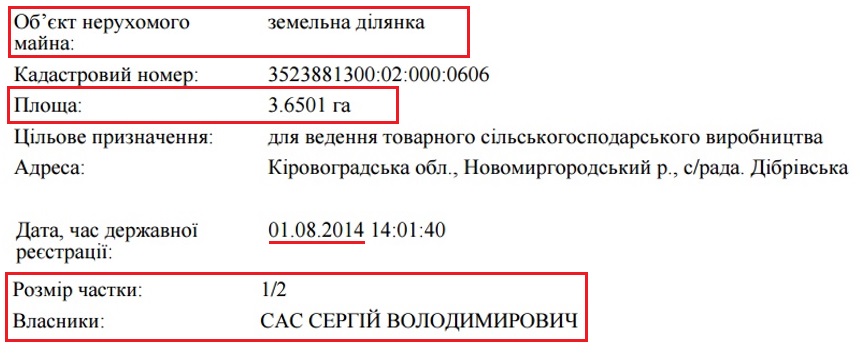 Об’єкт нерухомого земельна ділянка
майна:
Кадастровий номер: 3523881300:02:000:0606
Площа: 3.6501 га
Цільове призначення: для ведення товарного сільськогосподарського виробництва
Адреса: Кіровоградська обл., Новомиргородський р., с/рада. Дібрівська
Дата, час державної 01.08.2014 14:01:40
реєстрації:
Розмір частки: 1/2
Власники: САС СЕРГІЙ ВОЛОДИМИРОВИЧ